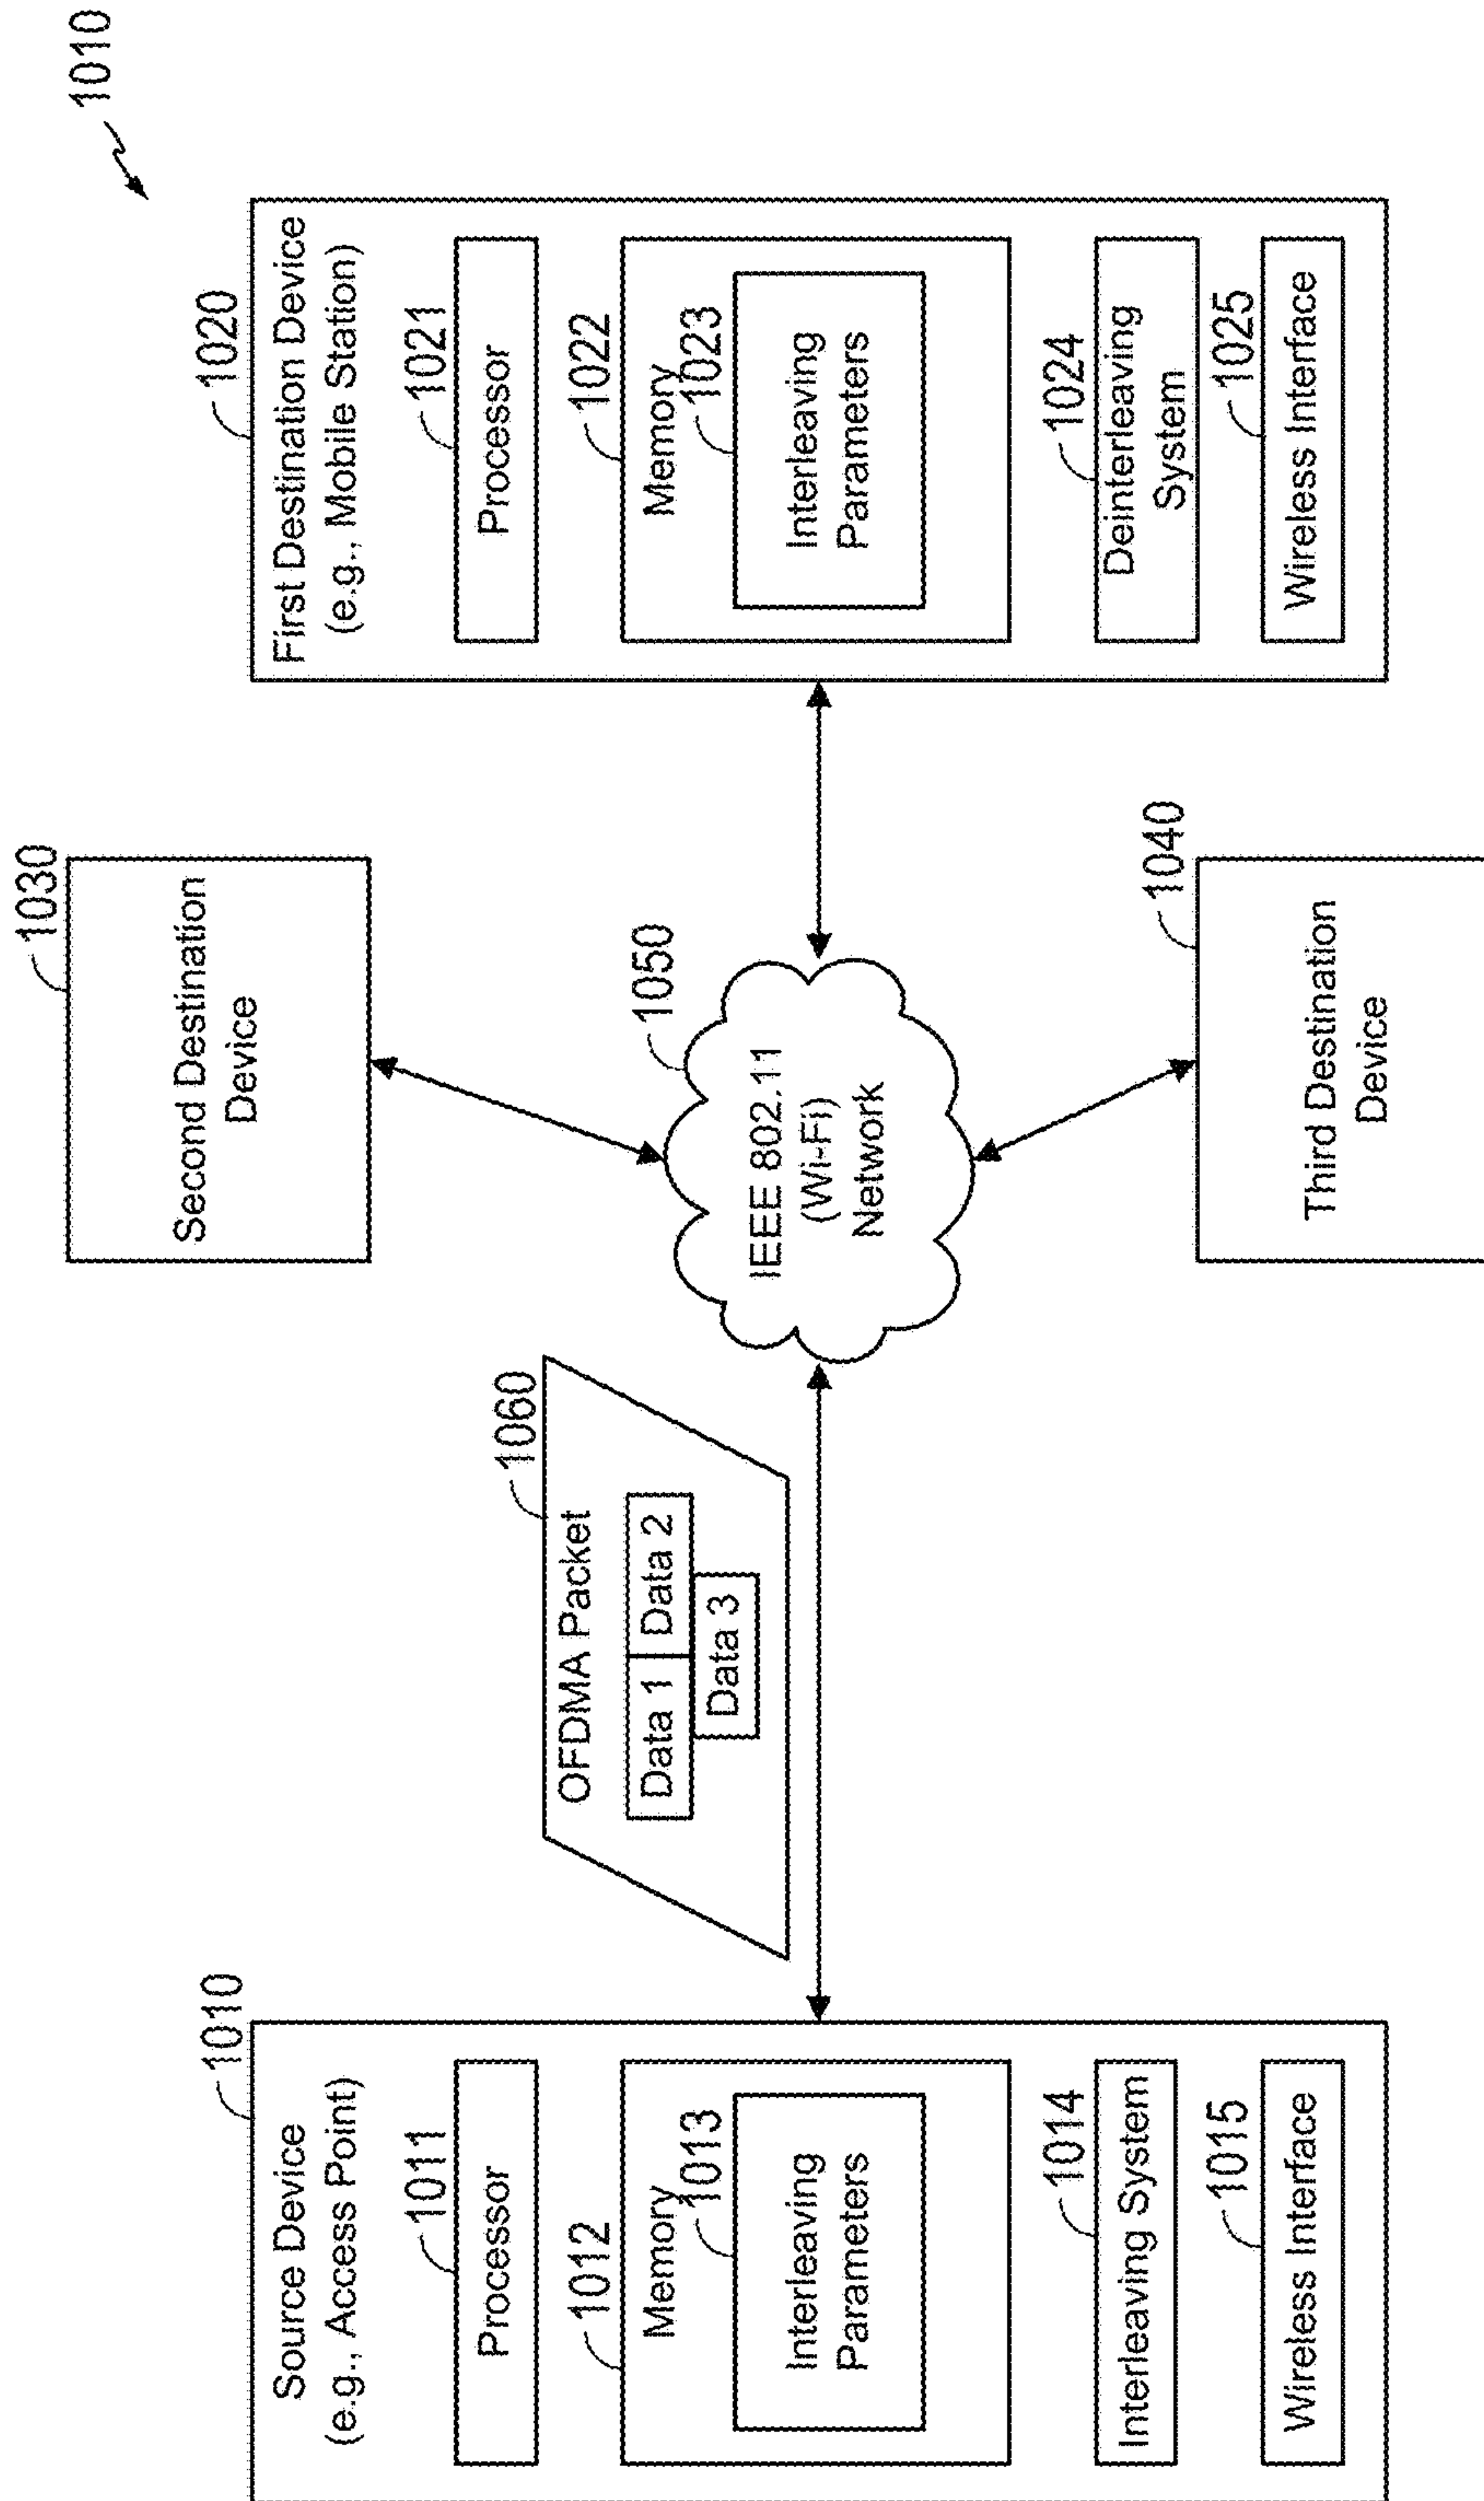 1010
1030
Second Destination
Device
1010
Source Device
(e.g., Access Point)
1011
Processor
1012
Memory
1013
Interleaving
Parameters
1014
Interleaving System
1015
Wireless Interface
1060
OFDMA Packet
Data 1
Data 2
Data 3
1050
IEEE 802.11
(Wi-Fi)
Network
1020
First Destination Device
(e.g., Mobile Station)
1021
Processor
1022
Memory
1023
Interleaving
Parameters
1024
Deinterleaving
System
1025
Wireless Interface
1040
Third Destination
Device